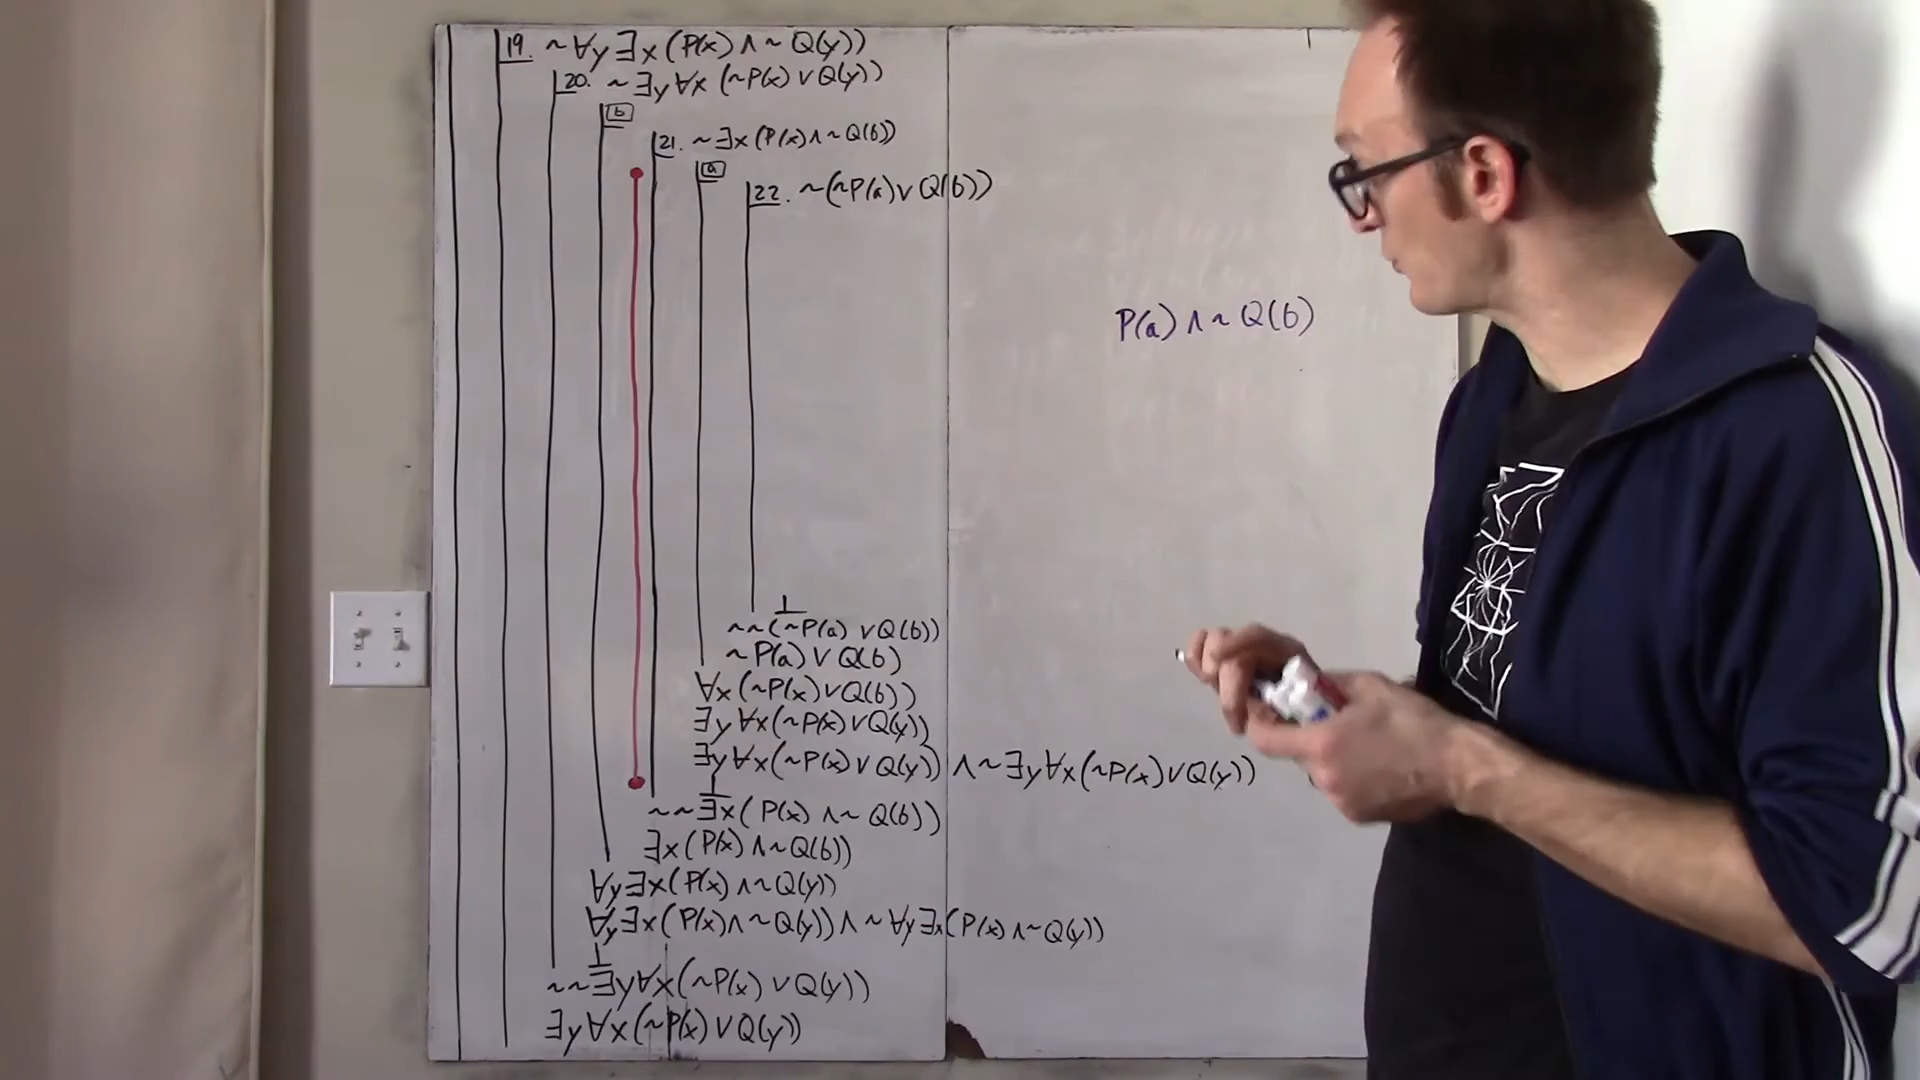 19. ~∀y∃x(P(x)∧~Q(y))
20. ~∃y∀x(~P(x)∨Q(y))
b
21. ~∃x(P(x)∧~Q(b))
a
22. ~(~P(a)∨Q(b))
P(a)∧~Q(b)
⊥
~~(~P(a)∨Q(b))
~P(a)∨Q(b)
∀x(~P(x)∨Q(b))
∃y∀x(~P(x)∨Q(y))
∃y∀x(~P(x)∨Q(y))∧~∃y∀x(~P(x)∨Q(y))
⊥
~~∃x(P(x)∧~Q(b))
∃x(P(x)∧~Q(b))
∀y∃x(P(x)∧~Q(y))
∀y∃x(P(x)∧~Q(y))∧~∀y∃x(P(x)∧~Q(y))
⊥
~~∃y∀x(~P(x)∨Q(y))
∃y∀x(~P(x)∨Q(y))